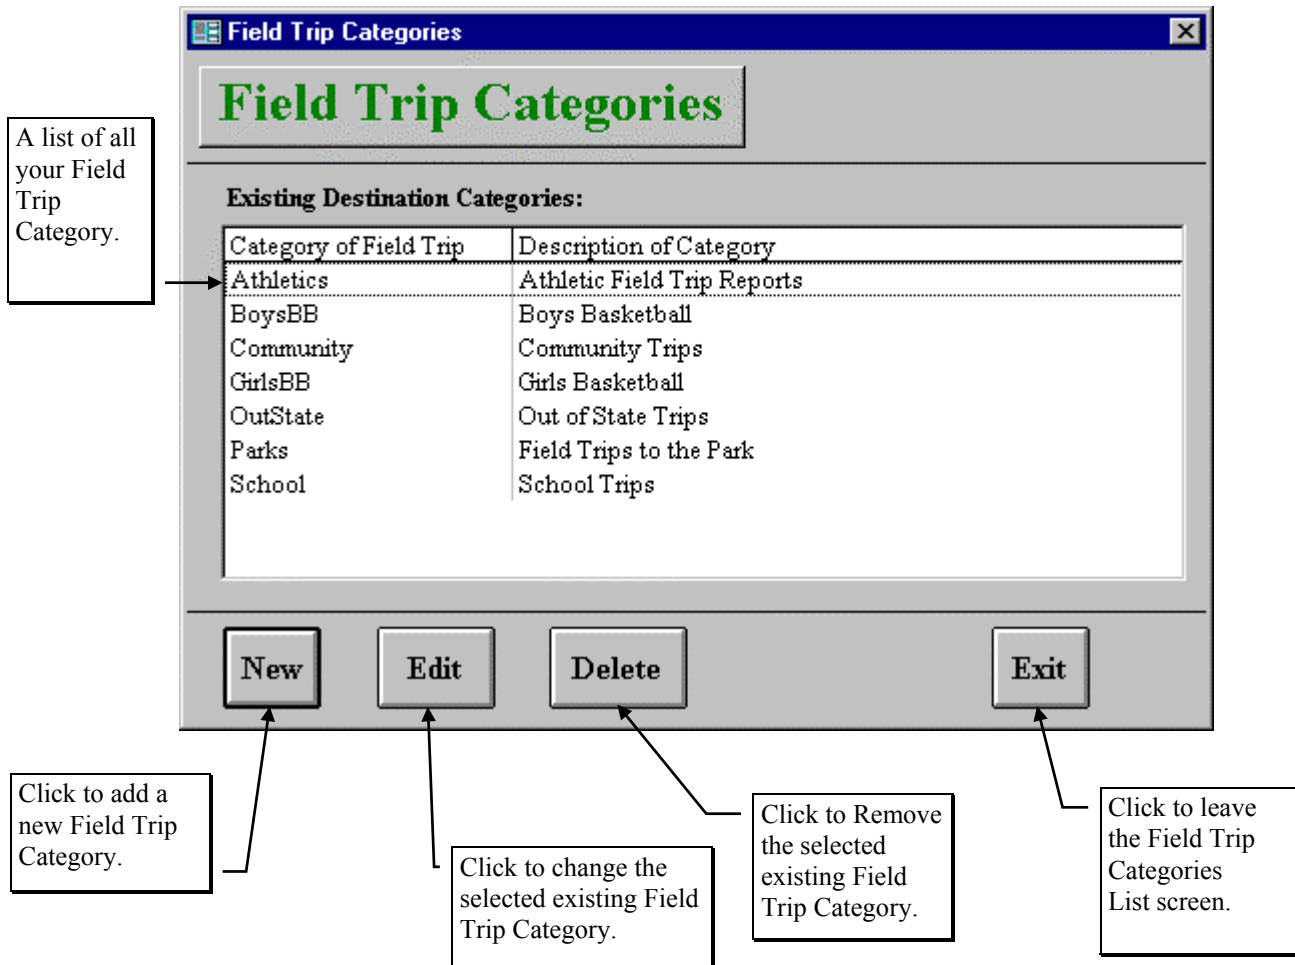 Field Trip Categories
Field Trip Categories
A list of all
your Field
Trip
Category.
Existing Destination Categories:
Category of Field Trip Description of Category
Athletics Athletic Field Trip Reports
BoysBB Boys Basketball
Community Community Trips
GirlsBB Girls Basketball
OutState Out of State Trips
Parks Field Trips to the Park
School School Trips
New Edit Delete Exit
Click to add a
new Field Trip
Category.
Click to change the
selected existing Field
Trip Category.
Click to Remove
the selected
existing Field
Trip Category.
Click to leave
the Field Trip
Categories
List screen.